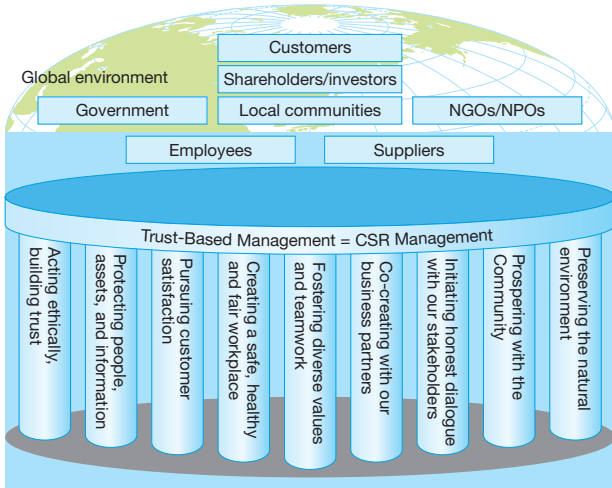 Customers
Global environment
Shareholders/investors
Government
Local communities
NGOs/NPOs
Employees
Suppliers
Trust-Based Management = CSR Management
Acting ethically,
building trust
Protecting people,
assets, and information
Pursuing customer
satisfaction
Creating a safe, healthy
and fair workplace
Fostering diverse values
and teamwork
Co-creating with our
business partners
Initiating honest dialogue
with our stakeholders
Prospering with the
Community
Preserving the natural
environment